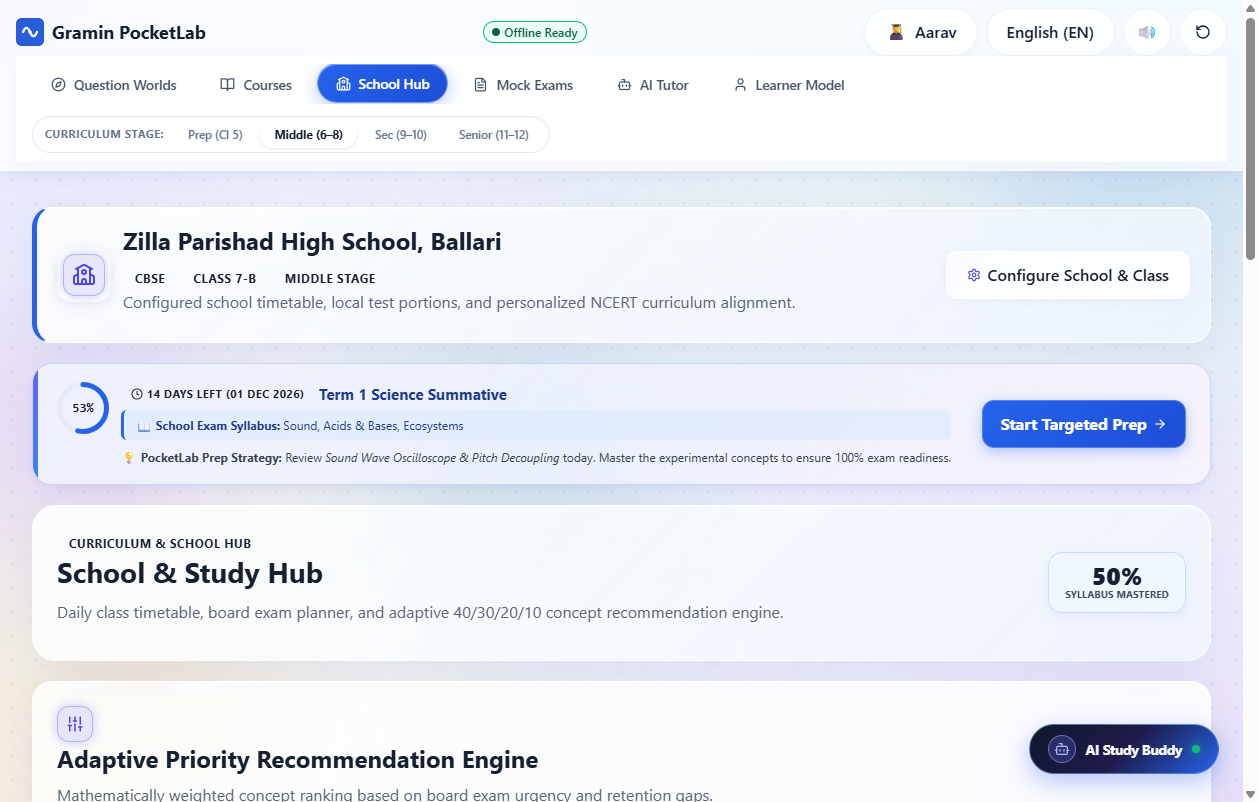 Gramin PocketLab
Offline Ready
Aarav
English (EN)
Question Worlds
Courses
School Hub
Mock Exams
AI Tutor
Learner Model
CURRICULUM STAGE:
Prep (Cl 5)
Middle (6–8)
Sec (9–10)
Senior (11–12)
Zilla Parishad High School, Ballari
CBSE
CLASS 7-B
MIDDLE STAGE
Configured school timetable, local test portions, and personalized NCERT curriculum alignment.
Configure School & Class
53%
14 DAYS LEFT (01 DEC 2026)
Term 1 Science Summative
School Exam Syllabus: Sound, Acids & Bases, Ecosystems
PocketLab Prep Strategy: Review Sound Wave Oscilloscope & Pitch Decoupling today. Master the experimental concepts to ensure 100% exam readiness.
Start Targeted Prep →
CURRICULUM & SCHOOL HUB
School & Study Hub
Daily class timetable, board exam planner, and adaptive 40/30/20/10 concept recommendation engine.
50%
SYLLABUS MASTERED
Adaptive Priority Recommendation Engine
Mathematically weighted concept ranking based on board exam urgency and retention gaps.
AI Study Buddy